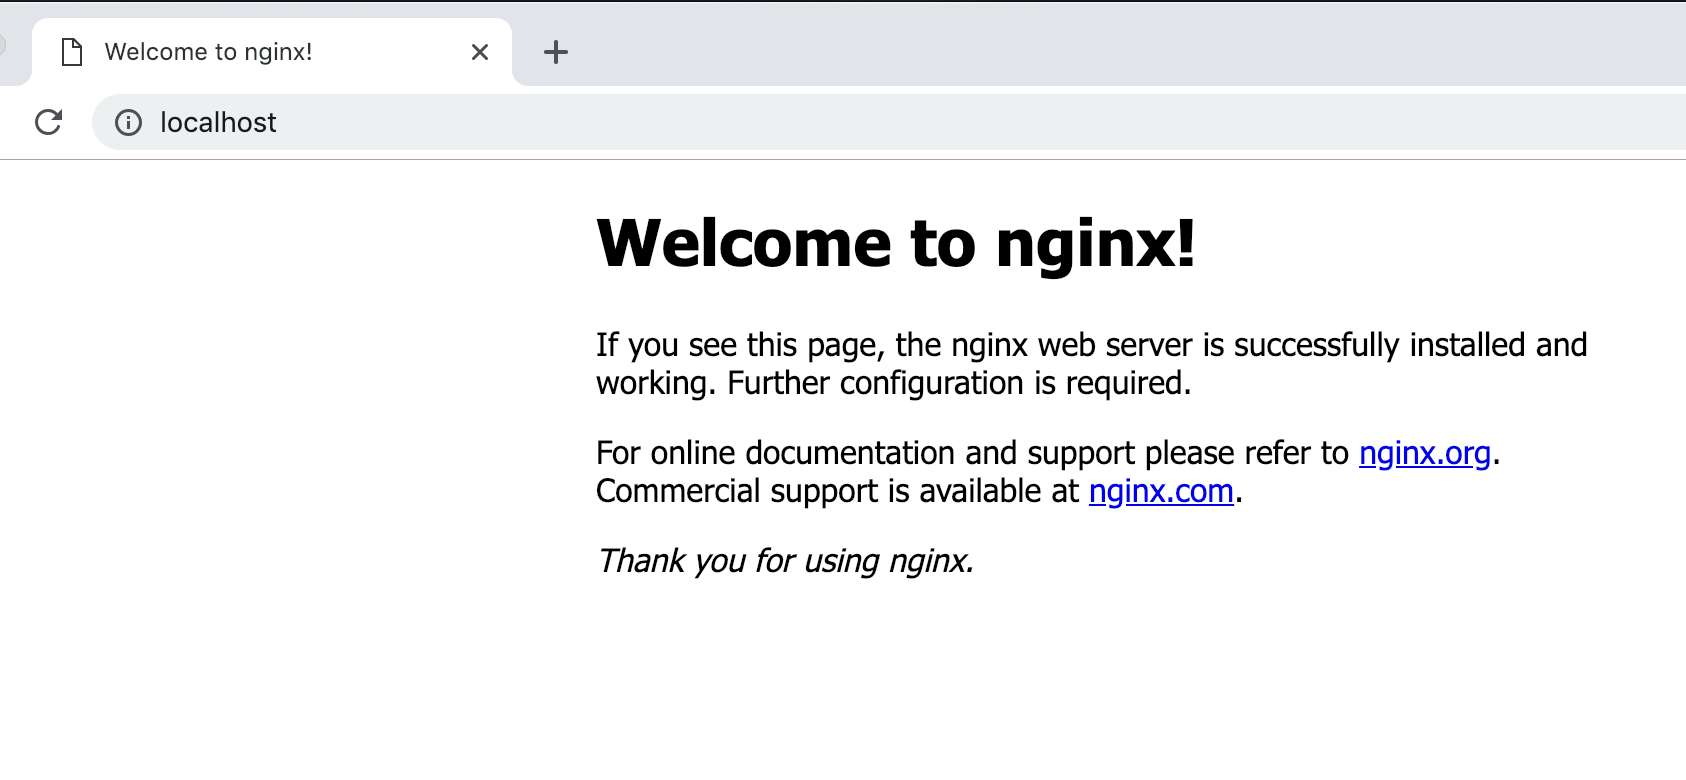 Welcome to nginx!
localhost
Welcome to nginx!
If you see this page, the nginx web server is successfully installed and
working. Further configuration is required.
For online documentation and support please refer to nginx.org.
Commercial support is available at nginx.com.
Thank you for using nginx.